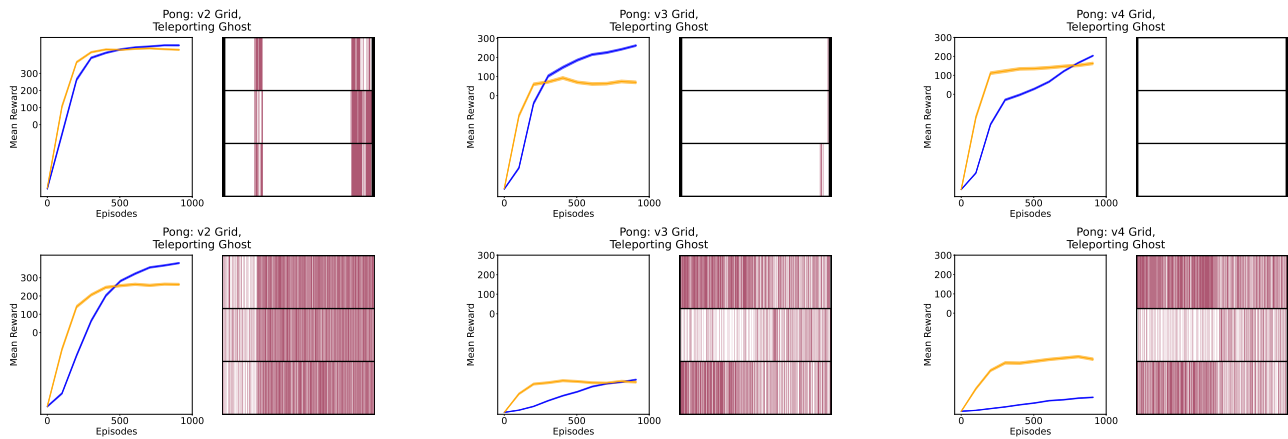 Pong: v2 Grid,
Teleporting Ghost
Mean Reward
300
200
100
0
0
500
1000
Episodes
Pong: v3 Grid,
Teleporting Ghost
Mean Reward
300
200
100
0
0
500
1000
Episodes
Pong: v4 Grid,
Teleporting Ghost
Mean Reward
300
200
100
0
0
500
1000
Episodes
Pong: v2 Grid,
Teleporting Ghost
Mean Reward
300
200
100
0
0
500
1000
Episodes
Pong: v3 Grid,
Teleporting Ghost
Mean Reward
300
100
0
0
500
1000
Episodes
Pong: v4 Grid,
Teleporting Ghost
Mean Reward
300
100
0
0
500
1000
Episodes